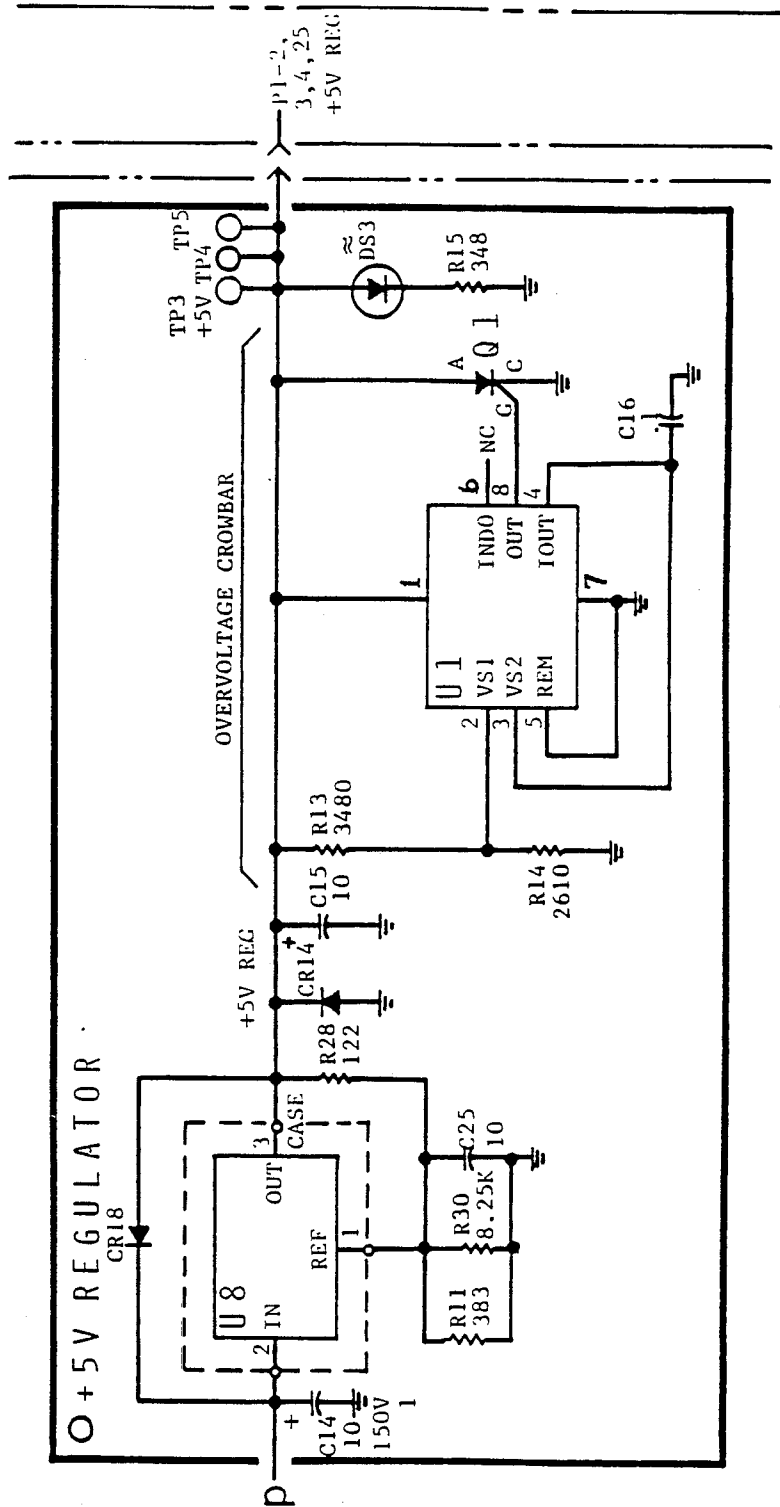 +5V REGULATOR
CR18
p
+
C14
10
150V
1
2
IN
U8
OUT
3
CASE
REF
1
R11
383
R30
8.25K
C25
10
R28
122
+5V REG
CR14
+
C15
10
OVERVOLTAGE CROWBAR
R13
3480
R14
2610
U1
1
2
VS1
3
VS2
5
REM
7
INDO
6
NC
OUT
8
IOUT
4
C16
A
G
C
Q1
TP3
+5V
TP4
TP5
DS3
R15
348
P1-2,
3,4,25
+5V REG